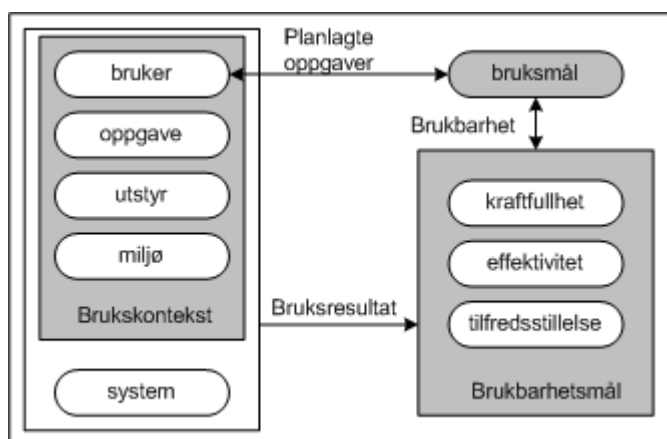 Planlagte
oppgaver
bruker
bruksmål
oppgave
Brukbarhet
utstyr
kraftfullhet
miljø
effektivitet
Brukskontekst
Bruksresultat
tilfredsstillelse
system
Brukbarhetsmål